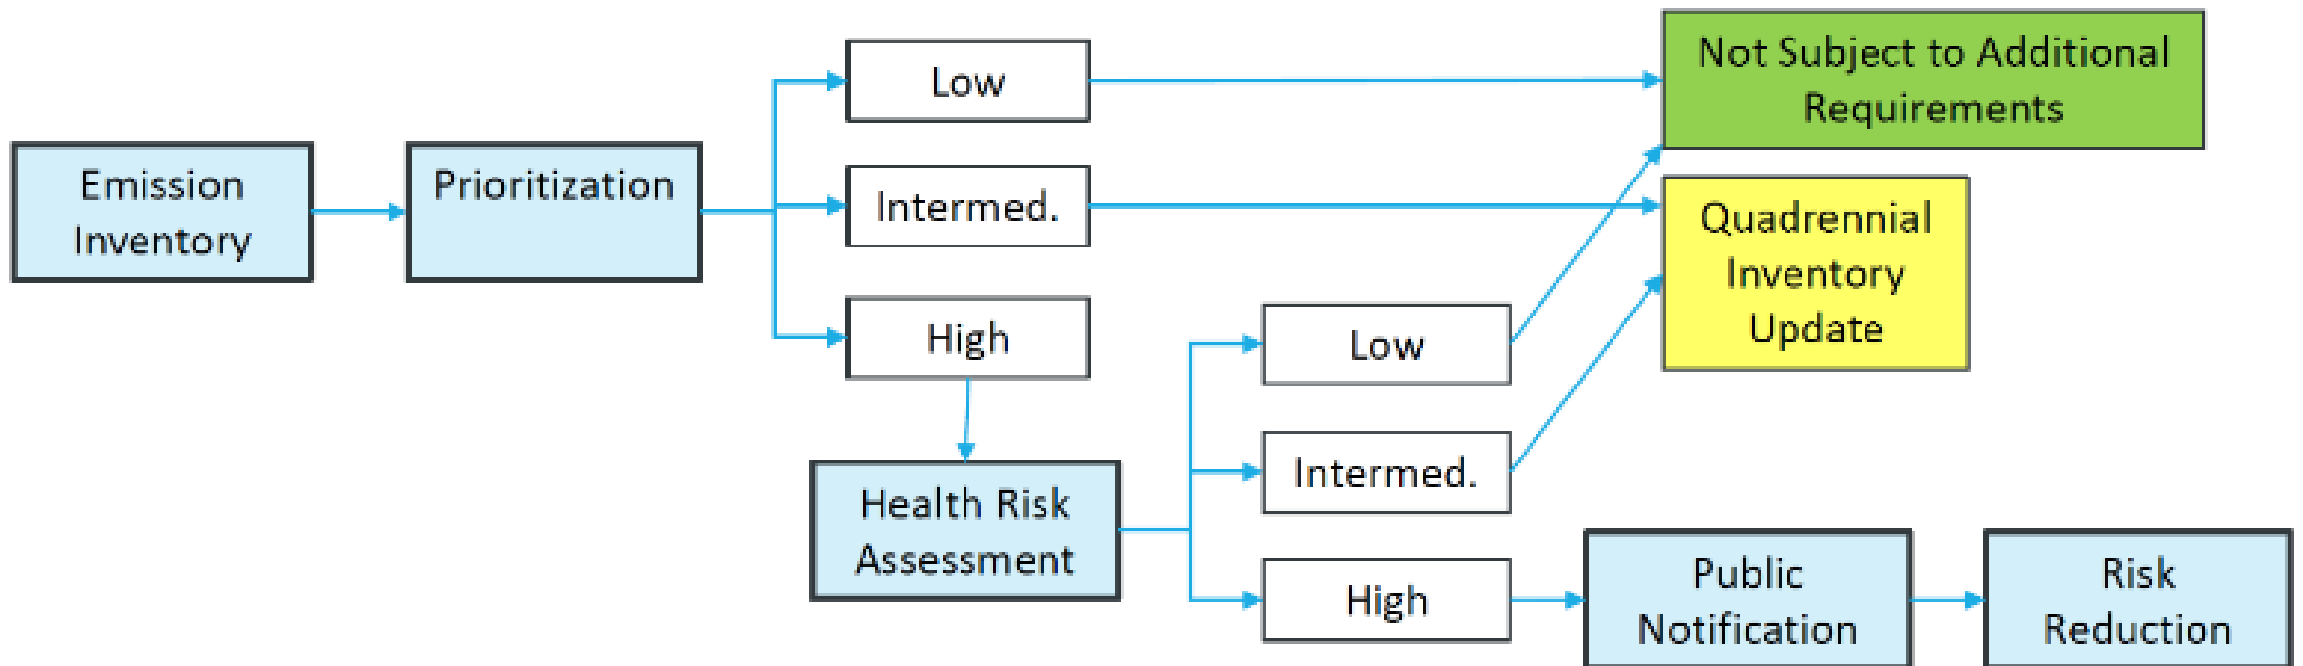 Emission
Inventory
Prioritization
Low
Intermed.
High
Not Subject to Additional
Requirements
Quadrennial
Inventory
Update
Health Risk
Assessment
Low
Intermed.
High
Public
Notification
Risk
Reduction